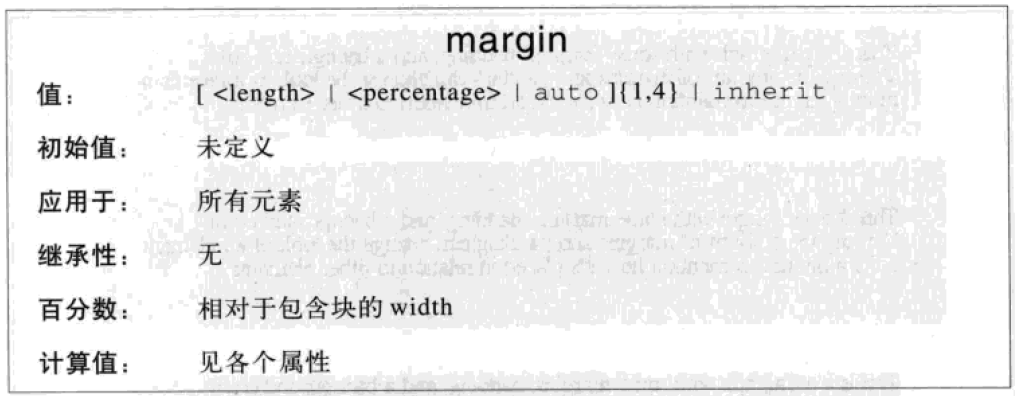 margin
值： [ <length> | <percentage> | auto ]{1,4} | inherit
初始值： 未定义
应用于： 所有元素
继承性： 无
百分数： 相对于包含块的 width
计算值： 见各个属性